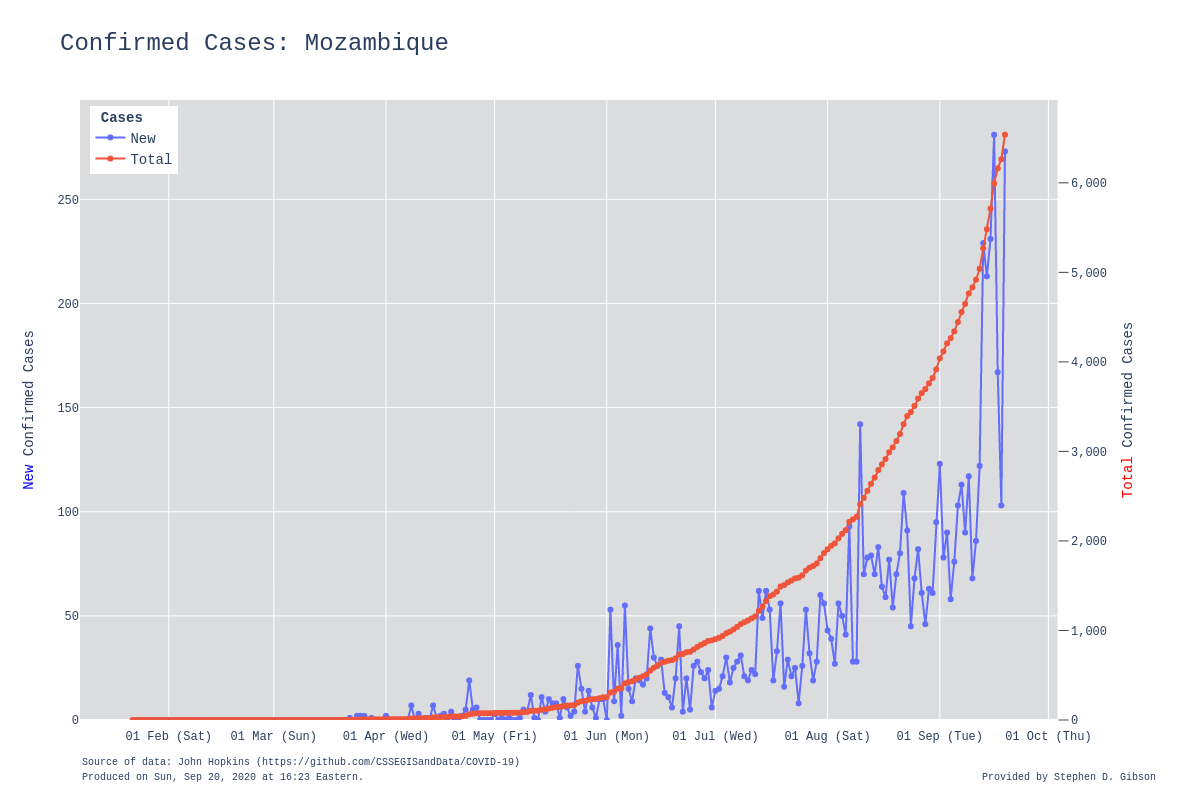 Confirmed Cases: Mozambique
Cases
New
Total
250
200
150
100
50
0
6,000
5,000
4,000
3,000
2,000
1,000
0
New Confirmed Cases
Total Confirmed Cases
01 Feb (Sat) 01 Mar (Sun) 01 Apr (Wed) 01 May (Fri) 01 Jun (Mon) 01 Jul (Wed) 01 Aug (Sat) 01 Sep (Tue) 01 Oct (Thu)
Source of data: John Hopkins (https://github.com/CSSEGISandData/COVID-19)
Produced on Sun, Sep 20, 2020 at 16:23 Eastern.
Provided by Stephen D. Gibson